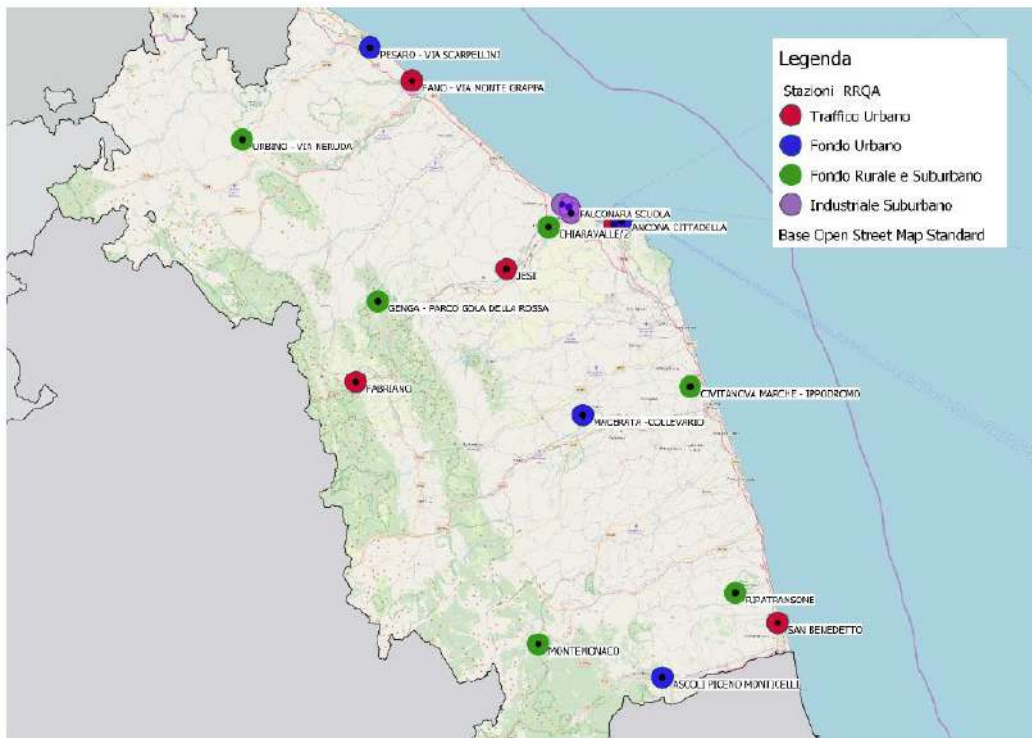 PESARO - VIA SCARPELLINI
FANO - VIA MONTE GRAPPA
URBINO - VIA NERUDA
FALCONARA SCUOLA
ANCONA CITTADELLA
CHIARAVALLE/2
JESI
GENGA - PARCO GOLA DELLA ROSSA
FABRIANO
CIVITANOVA MARCHE - IPPODROMO
MACERATA - COLLEVARIO
RIPATRANSONE
SAN BENEDETTO
MONTEMONACO
ASCOLI PICENO MONTICELLI
Legenda
Stazioni RRQA
Traffico Urbano
Fondo Urbano
Fondo Rurale e Suburbano
Industriale Suburbano
Base Open Street Map Standard